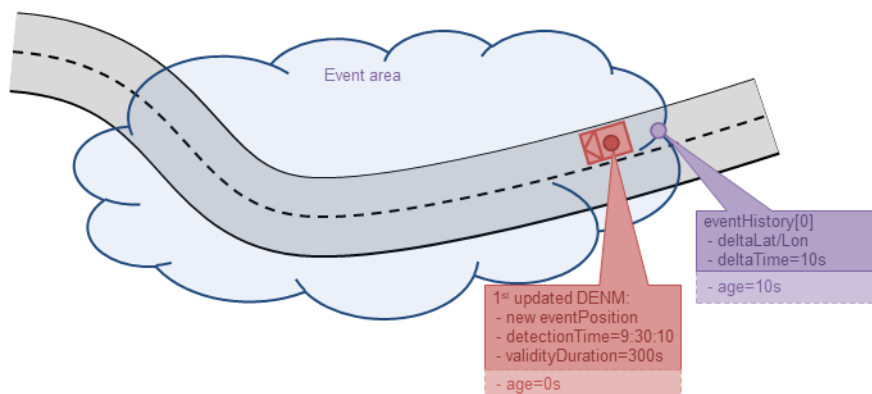 Event area
eventHistory[0]
- deltaLat/Lon
- deltaTime=10s
- age=10s
1st updated DENM:
- new eventPosition
- detectionTime=9:30:10
- validityDuration=300s
- age=0s